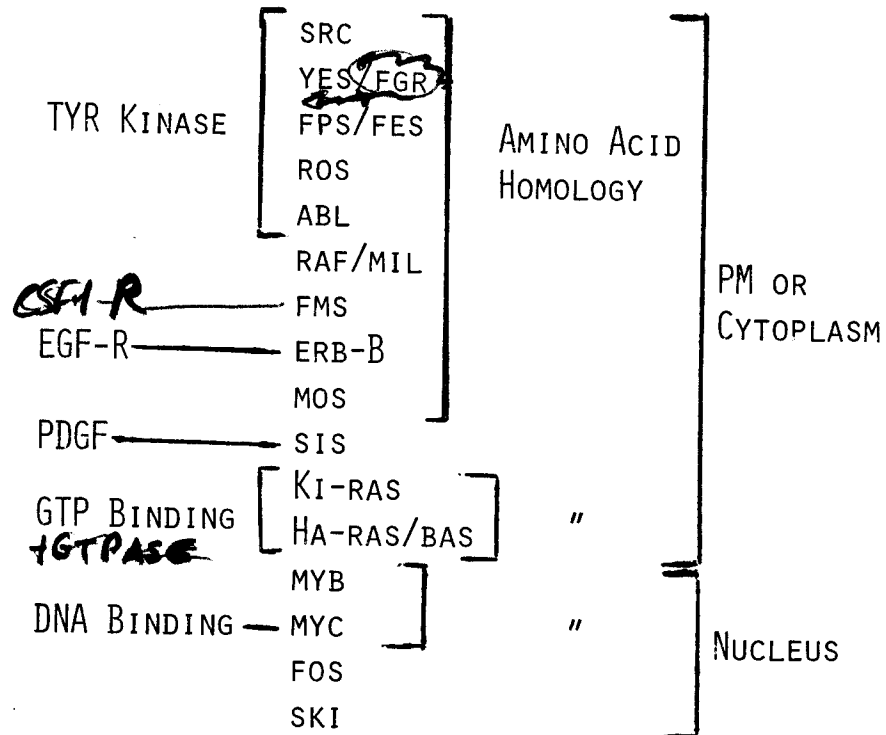 SRC
YES/FGR
TYR KINASE
FPS/FES
AMINO ACID
HOMOLOGY
ROS
ABL
RAF/MIL
CSF1-R FMS
PM OR
CYTOPLASM
EGF-R ERB-B
MOS
PDGF SIS
KI-RAS
GTP BINDING
+GTPASE
HA-RAS/BAS "
MYB
DNA BINDING MYC "
NUCLEUS
FOS
SKI